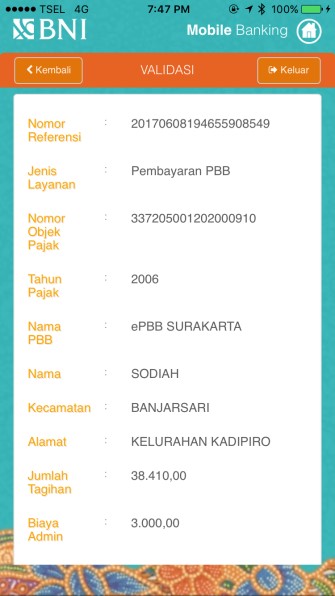 TSEL 4G 7:47 PM 100%
BNI Mobile Banking
Kembali VALIDASI Keluar
Nomor Referensi : 20170608194655908549
Jenis Layanan : Pembayaran PBB
Nomor Objek Pajak : 337205001202000910
Tahun Pajak : 2006
Nama PBB : ePBB SURAKARTA
Nama : SODIAH
Kecamatan : BANJARSARI
Alamat : KELURAHAN KADIPIRO
Jumlah Tagihan : 38.410,00
Biaya Admin : 3.000,00